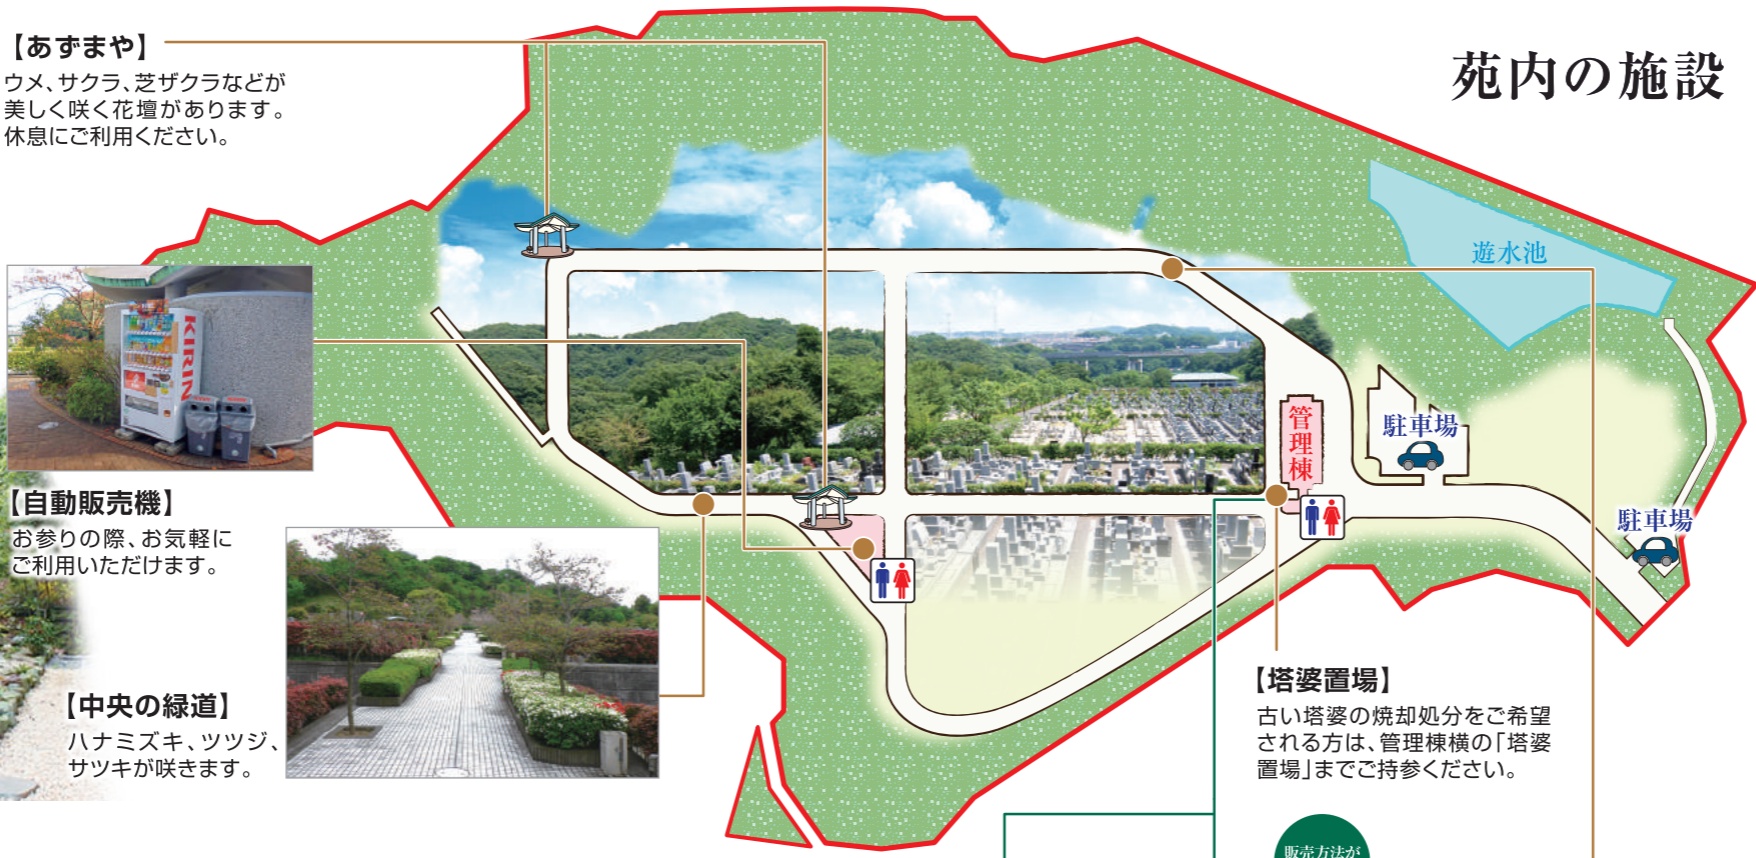 苑内の施設
【あずまや】
ウメ、サクラ、芝ザクラなどが
美しく咲く花壇があります。
休息にご利用ください。
遊水池
KIRIN
管理棟
駐車場
駐車場
【自動販売機】
お参りの際、お気軽に
ご利用いただけます。
【中央の緑道】
ハナミズキ、ツツジ、
サツキが咲きます。
【塔婆置場】
古い塔婆の焼却処分をご希望
される方は、管理棟横の「塔婆
置場」までご持参ください。
販売方法が